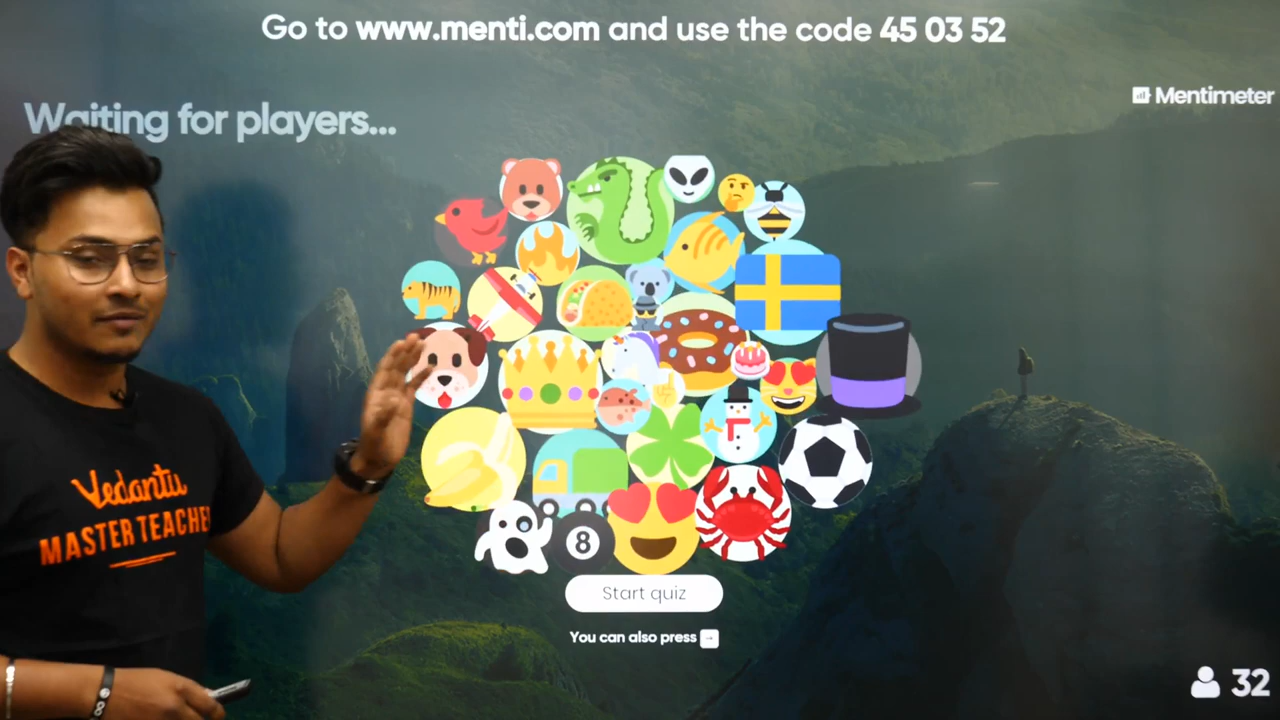 Go to www.menti.com and use the code 45 03 52
Mentimeter
Waiting for players...
Vedantu
MASTER TEACHER
8
Start quiz
You can also press
32